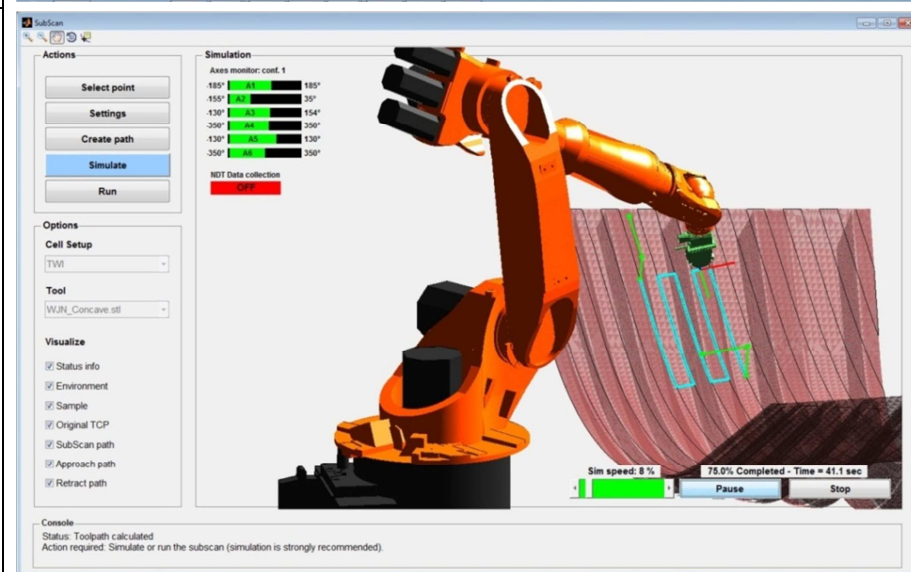 SubScan
Actions
Select point
Settings
Create path
Simulate
Run
Options
Cell Setup
TWI
Tool
WJN_Concave.stl
Visualize
Status info
Environment
Sample
Original TCP
SubScan path
Approach path
Retract path
Simulation
Axes monitor: conf. 1
-185° A1 185°
-155° A2 35°
-130° A3 154°
-350° A4 350°
-130° A5 130°
-350° A6 350°
NDT Data collection
OFF
Sim speed: 8 %
75.0% Completed - Time = 41.1 sec
Pause
Stop
Console
Status: Toolpath calculated
Action required: Simulate or run the subscan (simulation is strongly recommended).